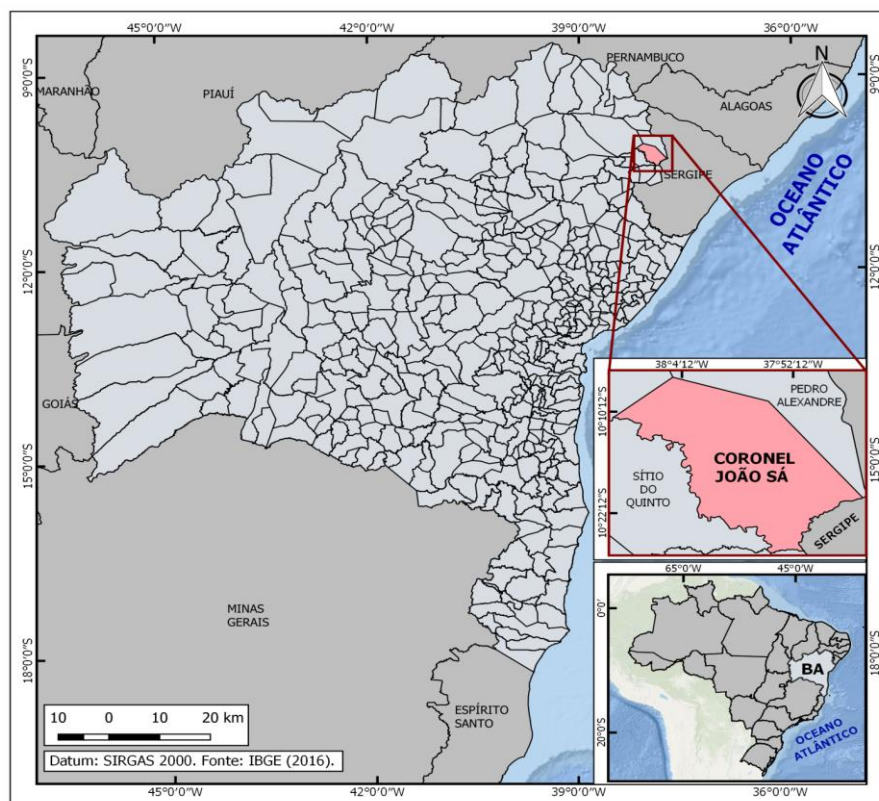 45°0'0"W
42°0'0"W
39°0'0"W
36°0'0"W
PERNAMBUCO
N
9°0'0"S
9°0'0"S
MARANHÃO
PIAUÍ
ALAGOAS
SERGIPE
OCEANO
ATLÂNTICO
12°0'0"S
12°0'0"S
38°4'12"W
37°52'12"W
PEDRO
ALEXANDRE
10°10'12"S
GOIÁS
CORONEL
JOÃO SÁ
15°0'0"S
15°0'0"S
SÍTIO
DO
QUINTO
10°22'12"S
SERGIPE
65°0'W
45°0'W
0°0'
MINAS
GERAIS
18°0'0"S
18°0'0"S
BA
ESPÍRITO
SANTO
10 0 10 20 km
20°0'S
OCEANO
ATLÂNTICO
Datum: SIRGAS 2000. Fonte: IBGE (2016).
45°0'0"W
42°0'0"W
39°0'0"W
36°0'0"W